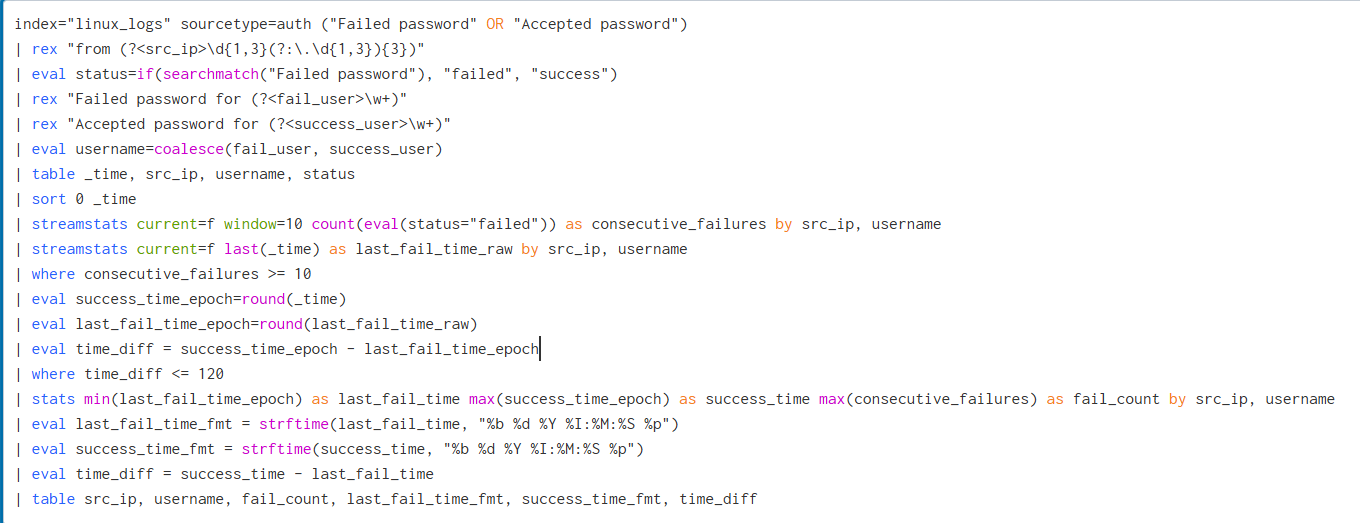 index="linux_logs" sourcetype=auth ("Failed password" OR "Accepted password")
| rex "from (?<src_ip>\d{1,3}(?:\.\d{1,3}){3})"
| eval status=if(searchmatch("Failed password"), "failed", "success")
| rex "Failed password for (?<fail_user>\w+)"
| rex "Accepted password for (?<success_user>\w+)"
| eval username=coalesce(fail_user, success_user)
| table _time, src_ip, username, status
| sort 0 _time
| streamstats current=f window=10 count(eval(status="failed")) as consecutive_failures by src_ip, username
| streamstats current=f last(_time) as last_fail_time_raw by src_ip, username
| where consecutive_failures >= 10
| eval success_time_epoch=round(_time)
| eval last_fail_time_epoch=round(last_fail_time_raw)
| eval time_diff = success_time_epoch - last_fail_time_epoch
| where time_diff <= 120
| stats min(last_fail_time_epoch) as last_fail_time max(success_time_epoch) as success_time max(consecutive_failures) as fail_count by src_ip, username
| eval last_fail_time_fmt = strftime(last_fail_time, "%b %d %Y %I:%M:%S %p")
| eval success_time_fmt = strftime(success_time, "%b %d %Y %I:%M:%S %p")
| eval time_diff = success_time - last_fail_time
| table src_ip, username, fail_count, last_fail_time_fmt, success_time_fmt, time_diff